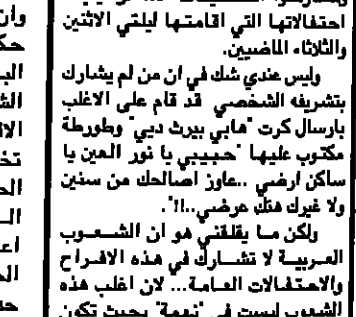 احتفالاتها التي اقامتها ليلتي الاثنين
والثلاثاء الماضيين.
وليس عندي شك في ان من لم يشارك
بتشريفه الشخصي قد قام على الاغلب
بارسال كرت "هابي بيرث ديي" وطورطة
مكتوب عليها "حبيبي يا نور العين يا
ساكن ارضي ..عاوز اصالحك من سنين
ولا غيرك هتك عرضي..!!".
ولكن ما يقلقني هو ان الشعوب
العربية لا تشارك في هذه الافراح
والاحتفالات العامة... لان اغلب هذه
الشعوب ليست في "نعمة" بحيث تكون